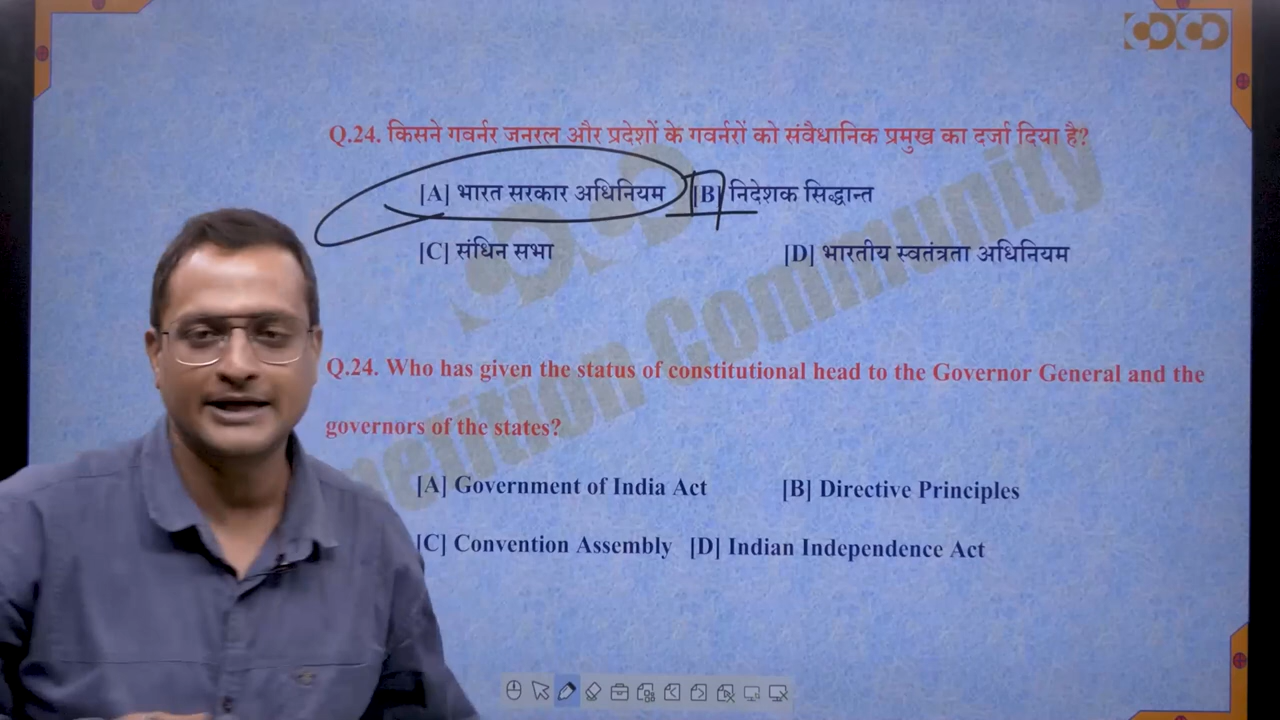 Q.24. किसने गवर्नर जनरल और प्रदेशों के गवर्नरों को संवैधानिक प्रमुख का दर्जा दिया है?
[A] भारत सरकार अधिनियम [B] निदेशक सिद्धान्त
[C] संधिन सभा [D] भारतीय स्वतंत्रता अधिनियम
Q.24. Who has given the status of constitutional head to the Governor General and the
governors of the states?
[A] Government of India Act [B] Directive Principles
[C] Convention Assembly [D] Indian Independence Act
Community